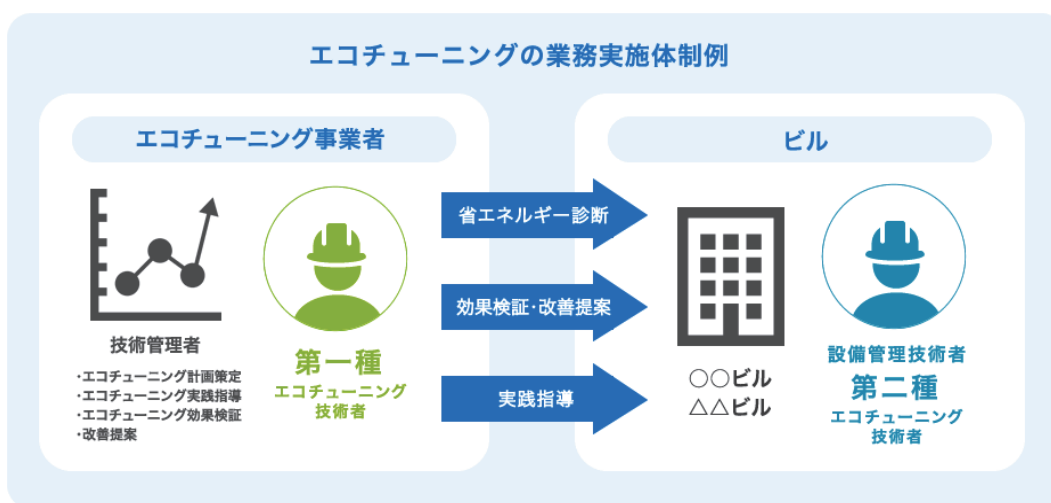 エコチューニングの業務実施体制例
エコチューニング事業者
技術管理者
・エコチューニング計画策定
・エコチューニング実践指導
・エコチューニング効果検証
・改善提案
第一種
エコチューニング
技術者
省エネルギー診断
効果検証・改善提案
実践指導
ビル
○○ビル
△△ビル
設備管理技術者
第二種
エコチューニング
技術者